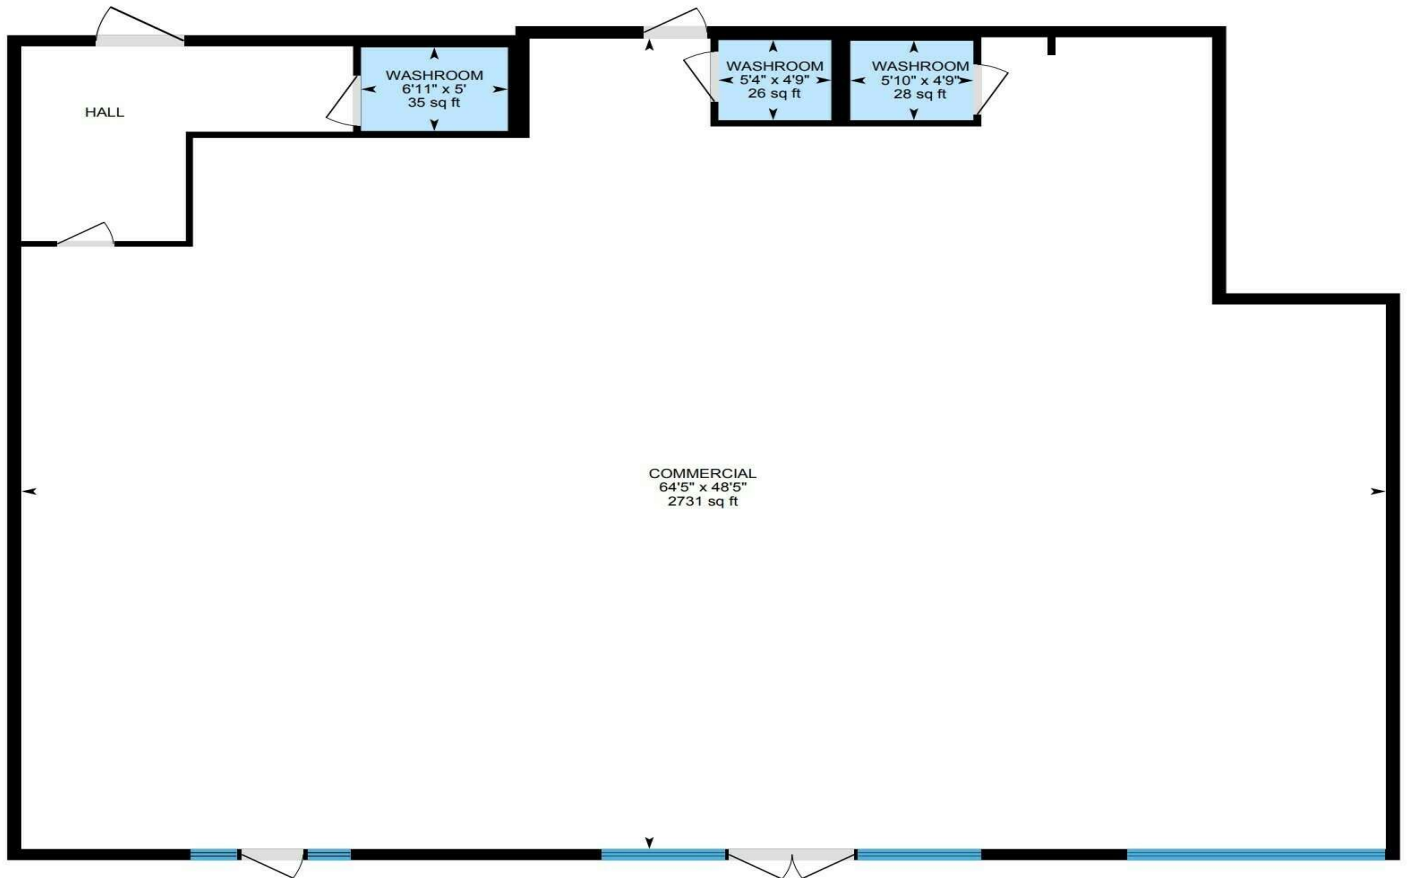 HALL
WASHROOM
6'11" x 5'
35 sq ft
WASHROOM
5'4" x 4'9"
26 sq ft
WASHROOM
5'10" x 4'9"
28 sq ft
COMMERCIAL
64'5" x 48'5"
2731 sq ft